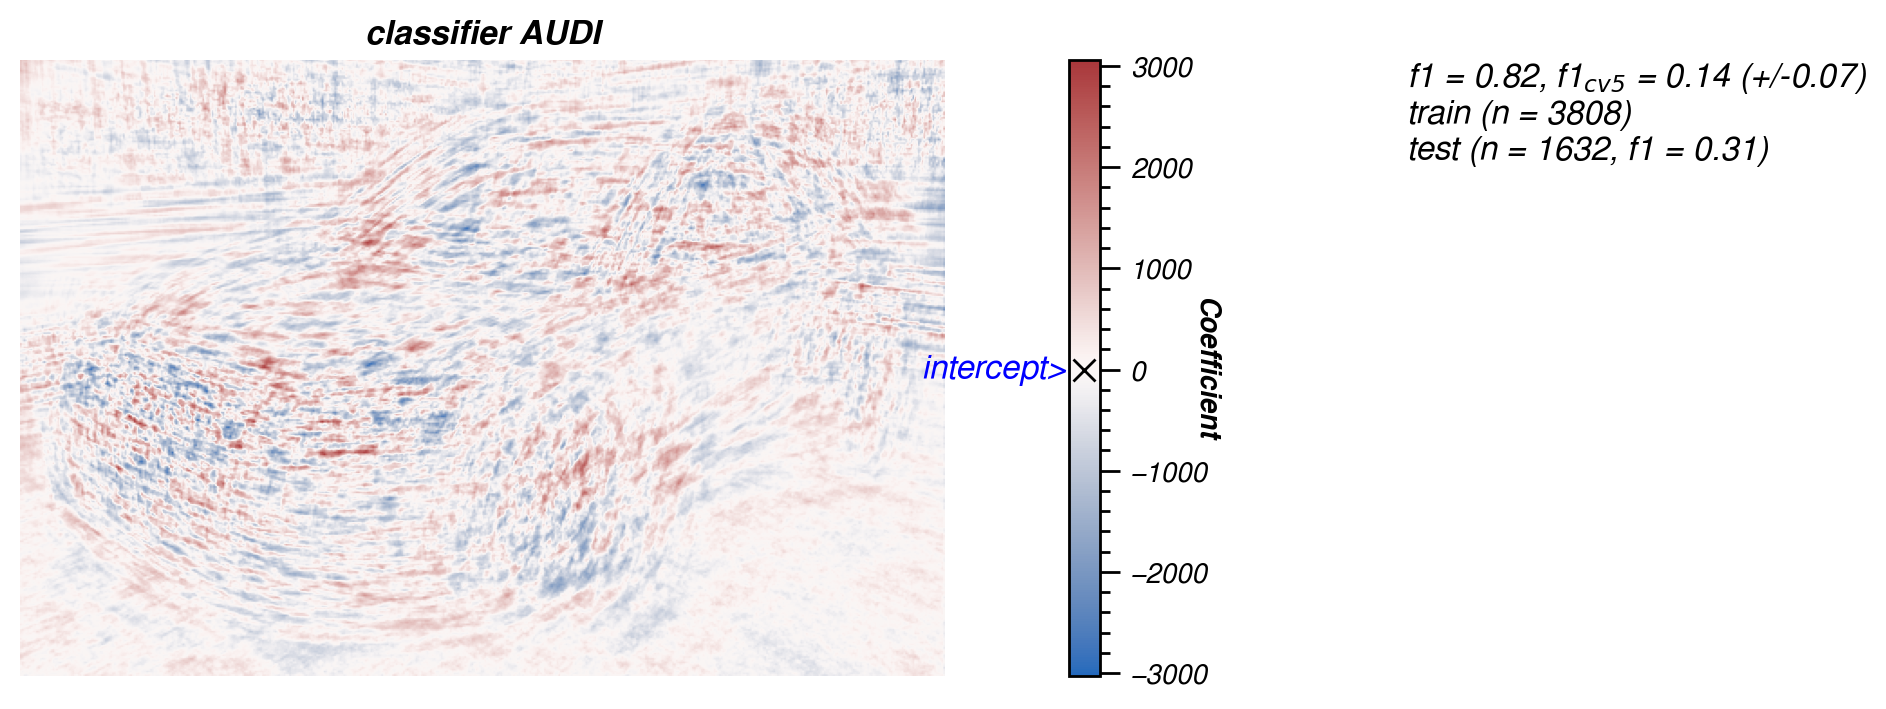 classifier AUDI
f1 = 0.82, f1cv5 = 0.14 (+/-0.07)
train (n = 3808)
test (n = 1632, f1 = 0.31)
3000
2000
1000
intercept>
0
−1000
−2000
−3000
Coefficient